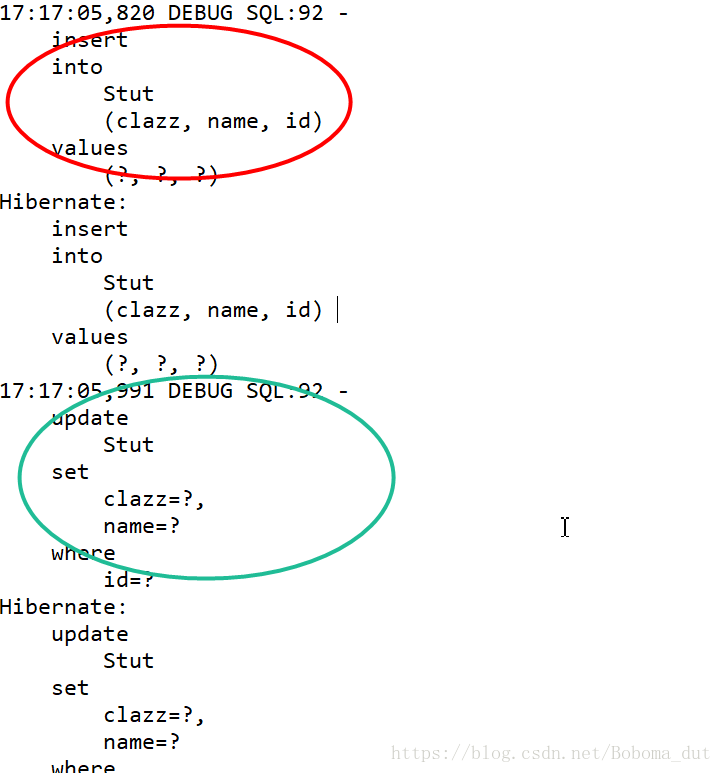 17:17:05,820 DEBUG SQL:92 -
insert
into
Stut
(clazz, name, id)
values
(?, ?, ?)
Hibernate:
insert
into
Stut
(clazz, name, id)
values
(?, ?, ?)
17:17:05,991 DEBUG SQL:92 -
update
Stut
set
clazz=?,
name=?
where
id=?
Hibernate:
update
Stut
set
clazz=?,
name=?
where
https://blog.csdn.net/Boboma_dut